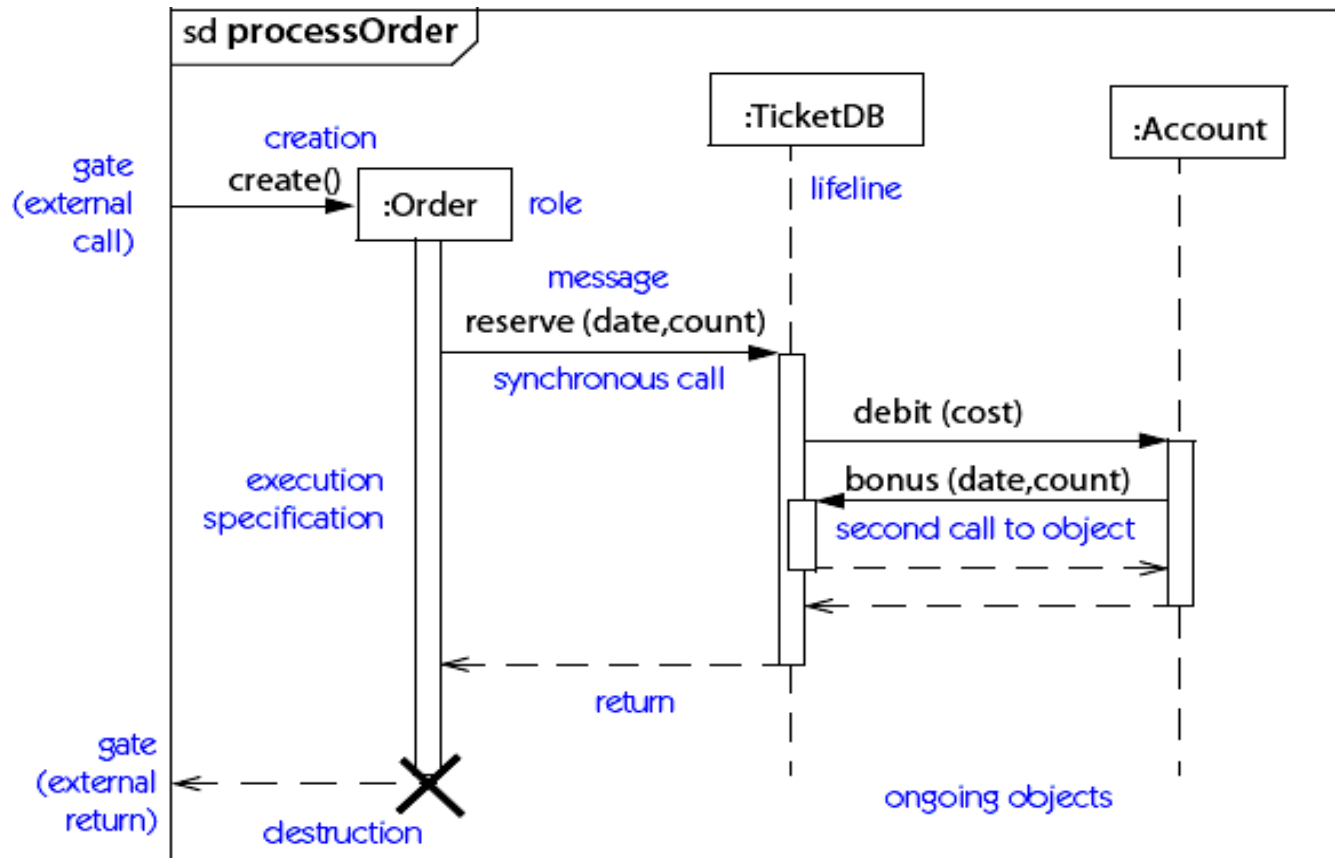 sd processOrder
:TicketDB
:Account
creation
gate
(external
call)
create()
:Order
role
lifeline
message
reserve (date,count)
synchronous call
debit (cost)
execution
specification
bonus (date,count)
second call to object
return
gate
(external
return)
ongoing objects
destruction